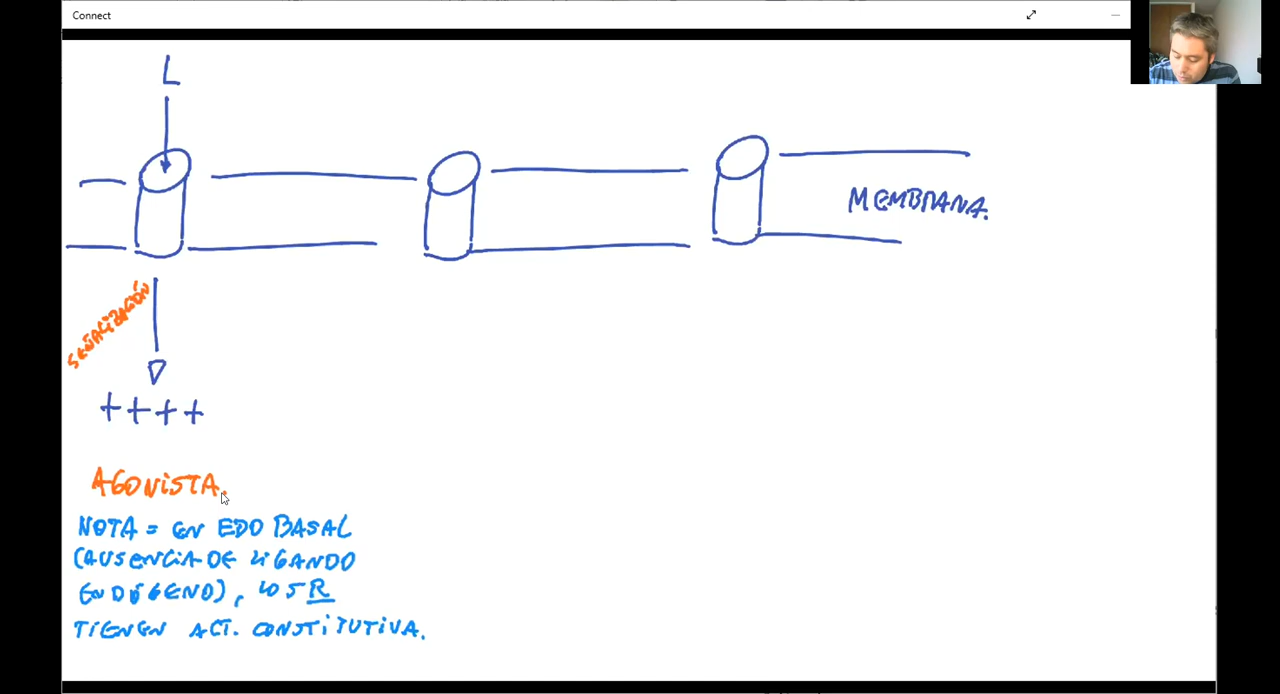 Connect
L
MEMBRANA.
SEÑALIZACIÓN
++++
AGONISTA.
NOTA = EN EDO BASAL
(AUSENCIA DE LIGANDO
ENDÓGENO), LOS R
TIENEN ACT. CONSTITUTIVA.